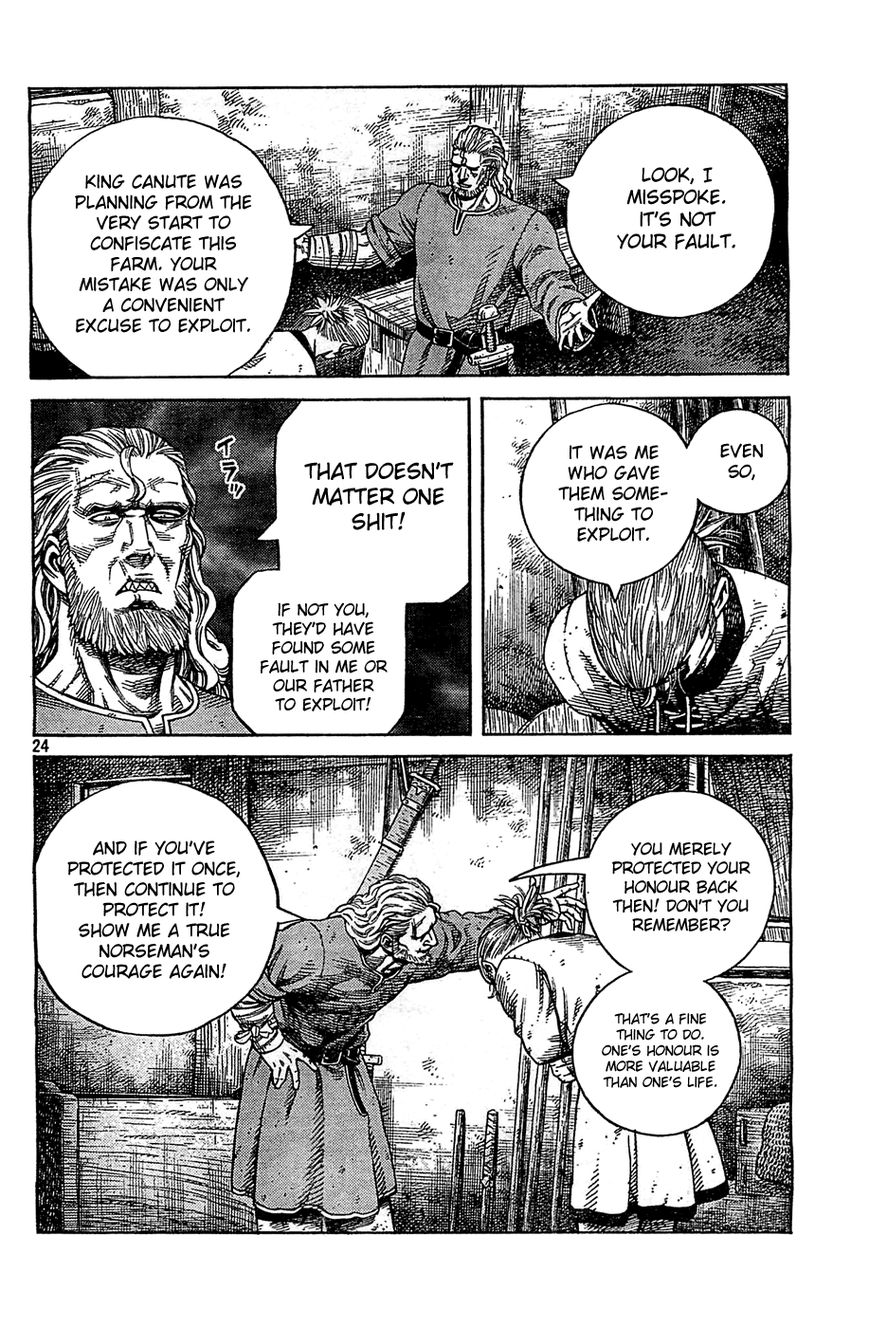 LOOK, I
MISSPOKE.
IT'S NOT
YOUR FAULT.
KING CANUTE WAS
PLANNING FROM THE
VERY START TO
CONFISCATE THIS
FARM. YOUR
MISTAKE WAS ONLY
A CONVENIENT
EXCUSE TO EXPLOIT.
EVEN
SO,
IT WAS ME
WHO GAVE
THEM SOME-
THING TO
EXPLOIT.
THAT DOESN'T
MATTER ONE
SHIT!
イラッ
IF NOT YOU,
THEY'D HAVE
FOUND SOME
FAULT IN ME OR
OUR FATHER
TO EXPLOIT!
24
YOU MERELY
PROTECTED YOUR
HONOUR BACK
THEN! DON'T YOU
REMEMBER?
THAT'S A FINE
THING TO DO.
ONE'S HONOUR IS
MORE VALUABLE
THAN ONE'S LIFE.
AND IF YOU'VE
PROTECTED IT ONCE,
THEN CONTINUE TO
PROTECT IT!
SHOW ME A TRUE
NORSEMAN'S
COURAGE AGAIN!